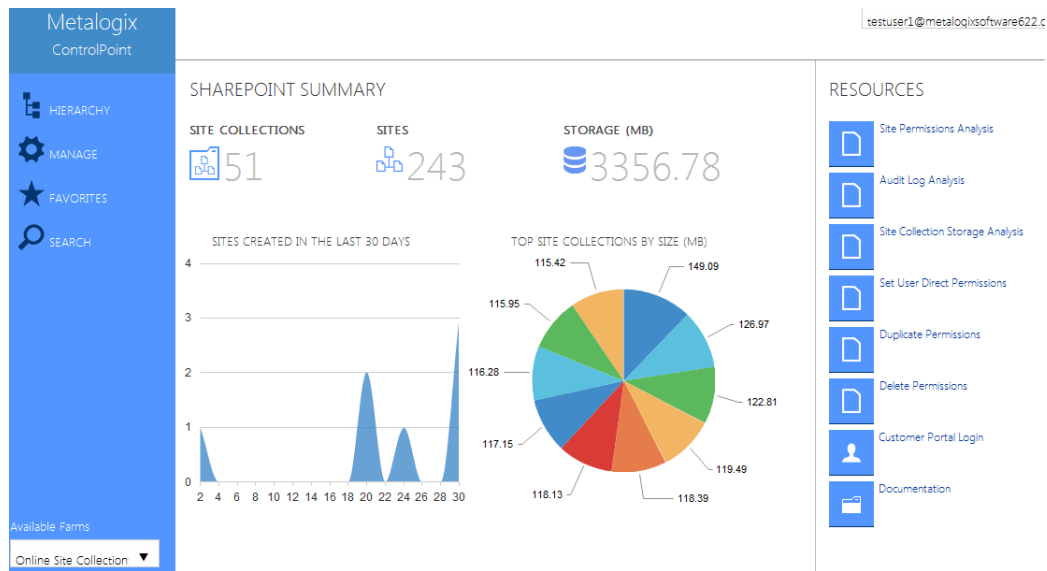 Metalogix
ControlPoint
testuser1@metalogixsoftware622.c
HIERARCHY
MANAGE
FAVORITES
SEARCH
Available Farms
Online Site Collection
SHAREPOINT SUMMARY
SITE COLLECTIONS
51
SITES
243
STORAGE (MB)
3356.78
SITES CREATED IN THE LAST 30 DAYS
4
3
2
1
0
2 4 6 8 10 12 14 16 18 20 22 24 26 28 30
TOP SITE COLLECTIONS BY SIZE (MB)
115.42
149.09
115.95
126.97
116.28
122.81
117.15
119.49
118.13
118.39
RESOURCES
Site Permissions Analysis
Audit Log Analysis
Site Collection Storage Analysis
Set User Direct Permissions
Duplicate Permissions
Delete Permissions
Customer Portal Login
Documentation